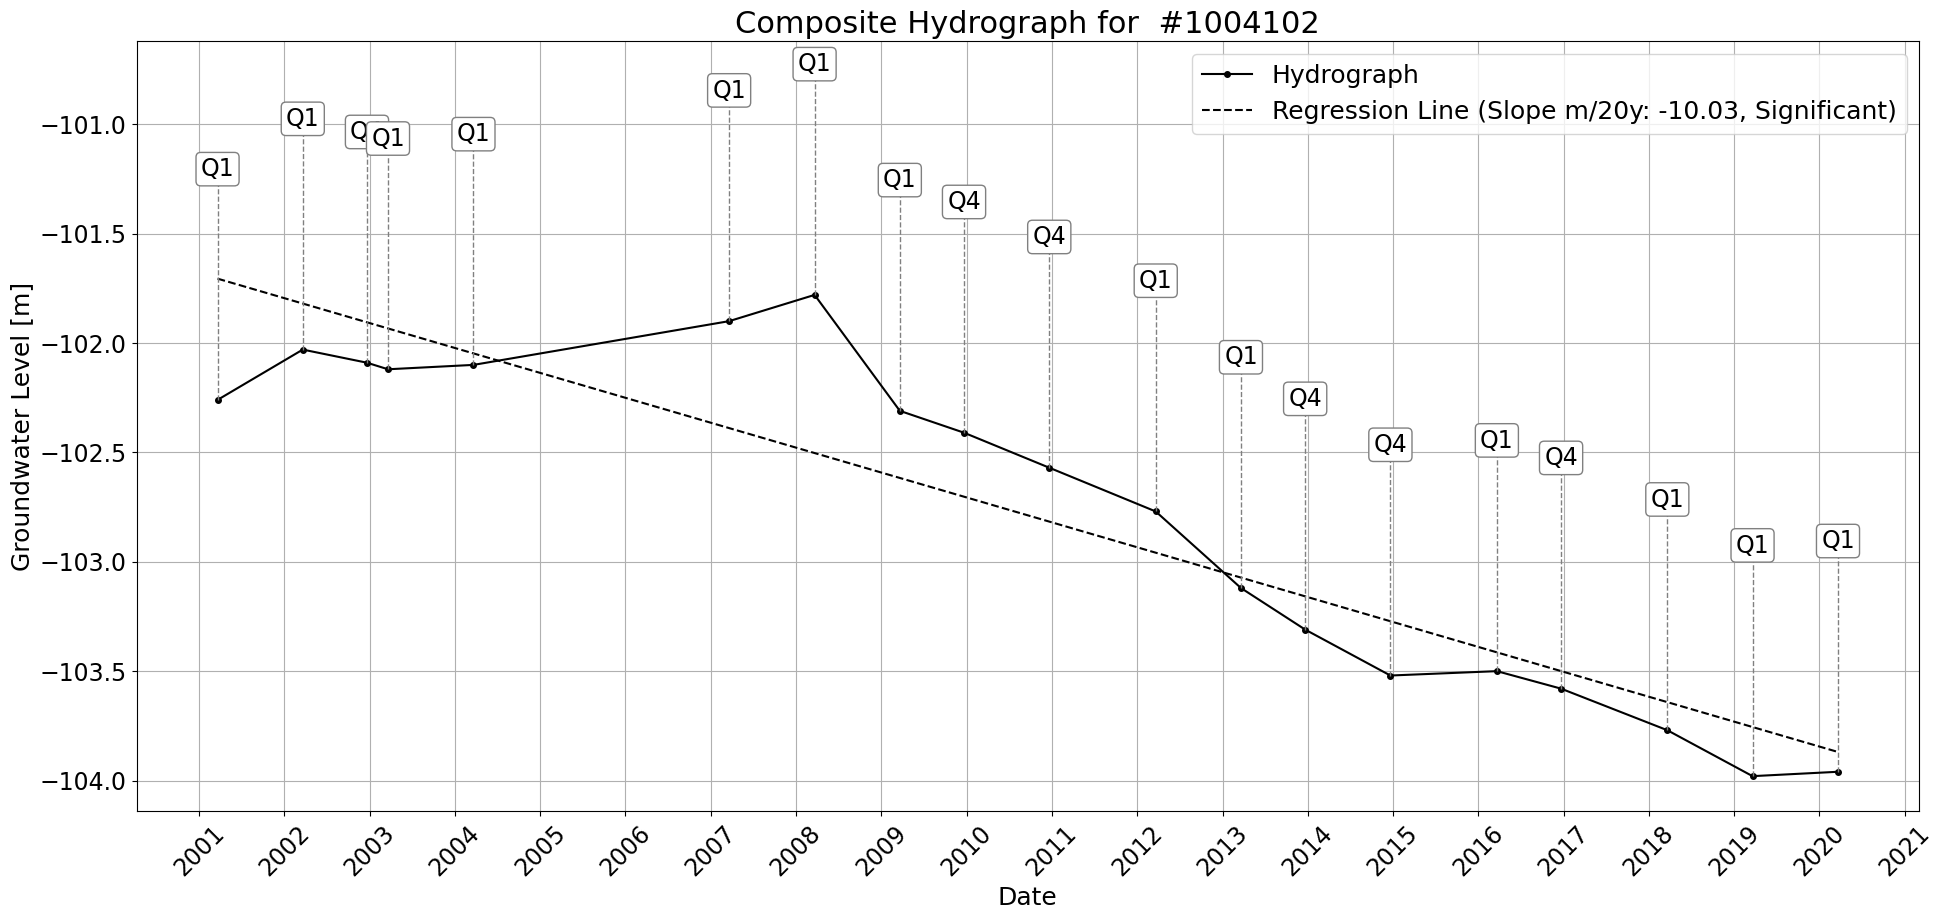 Composite Hydrograph for  #1004102
Hydrograph
Regression Line (Slope m/20y: -10.03, Significant)
Q1
Q1
Q1
Q1
Q1
Q1
Q1
Q4
Q4
Q1
Q1
Q4
Q4
Q1
Q4
Q1
Q1
Q1
−101.0
−101.5
−102.0
−102.5
−103.0
−103.5
−104.0
Groundwater Level [m]
2001
2002
2003
2004
2005
2006
2007
2008
2009
2010
2011
2012
2013
2014
2015
2016
2017
2018
2019
2020
2021
Date